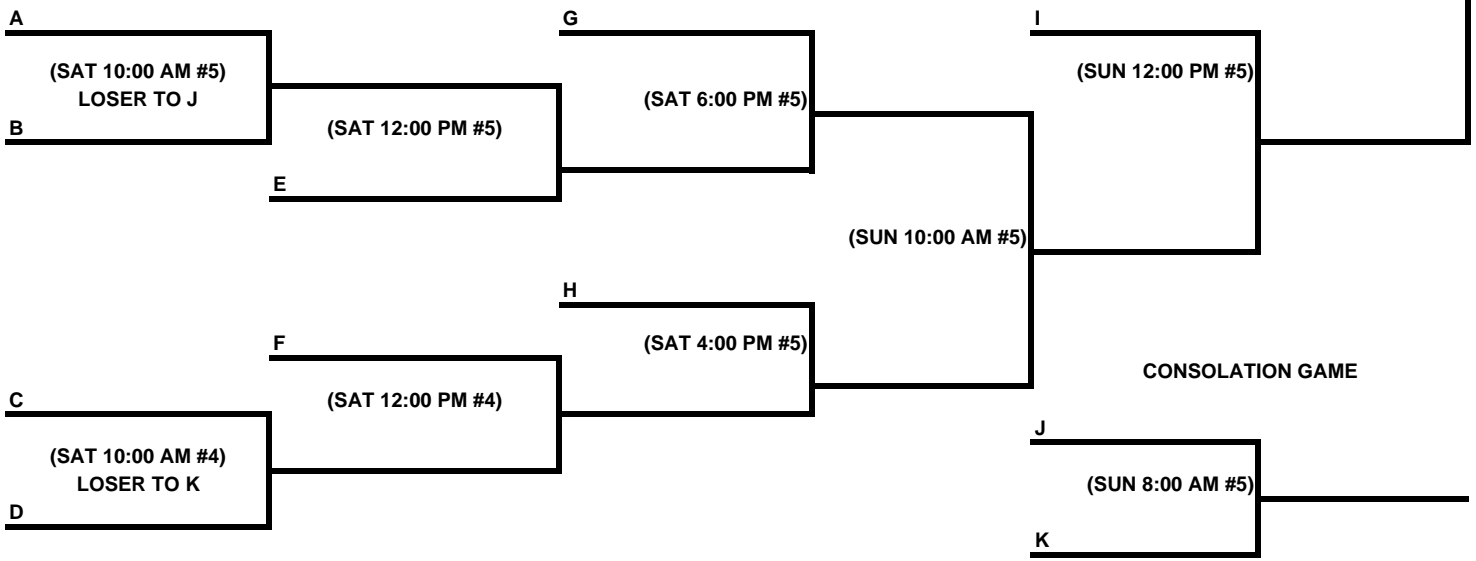 A
G
I
(SAT 10:00 AM #5)
LOSER TO J
(SUN 12:00 PM #5)
(SAT 6:00 PM #5)
B
(SAT 12:00 PM #5)
E
(SUN 10:00 AM #5)
H
F
(SAT 4:00 PM #5)
CONSOLATION GAME
C
(SAT 12:00 PM #4)
J
(SAT 10:00 AM #4)
LOSER TO K
(SUN 8:00 AM #5)
D
K